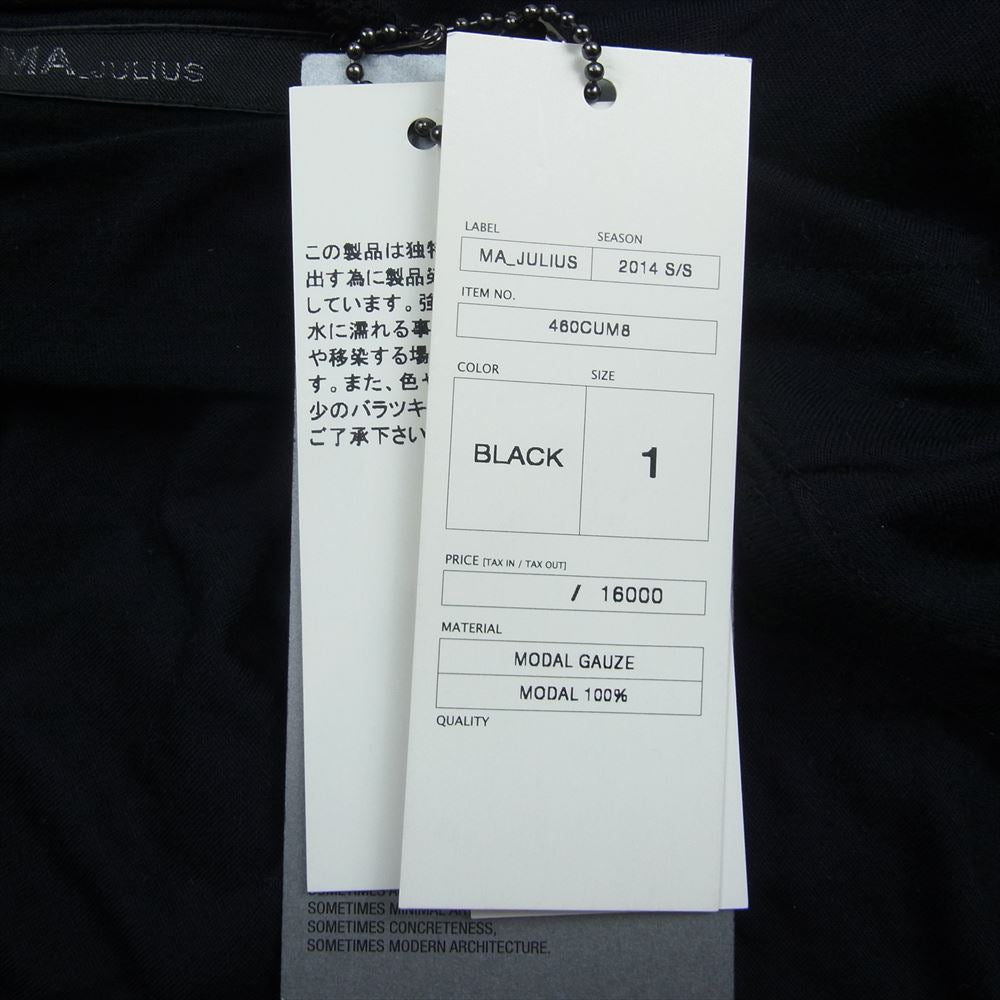 MA_JULIUS
この製品は独特
出す為に製品染
しています。強
水に濡れる事
や移染する場
す。また、色や
少のバラツキ
ご了承下さい
LABEL
SEASON
MA_JULIUS
2014 S/S
ITEM NO.
460CUM8
COLOR
SIZE
BLACK
1
PRICE [TAX IN / TAX OUT]
/ 16000
MATERIAL
MODAL GAUZE
MODAL 100%
QUALITY
SOMETIMES MINIMAL AR
SOMETIMES CONCRETENESS,
SOMETIMES MODERN ARCHITECTURE.